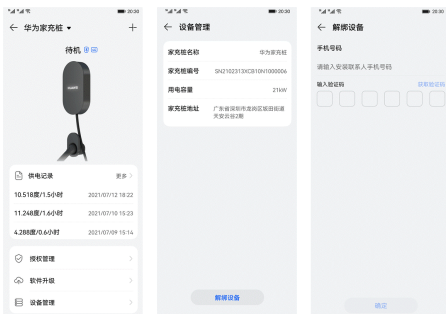 20:30
华为家充桩
待机
供电记录
更多
10.518度/1.5小时 2021/07/12 18:22
11.248度/1.6小时 2021/07/10 15:23
4.288度/0.6小时 2021/07/09 15:14
授权管理
软件升级
设备管理
20:30
设备管理
家充桩名称 华为家充桩
家充桩编号 SN2102313XCB10N1000006
用电容量 21kW
家充桩地址 广东省深圳市龙岗区坂田街道
天安云谷2期
解绑设备
20:30
解绑设备
手机号码
请输入安装联系人手机号码
输入验证码 获取验证码
确定